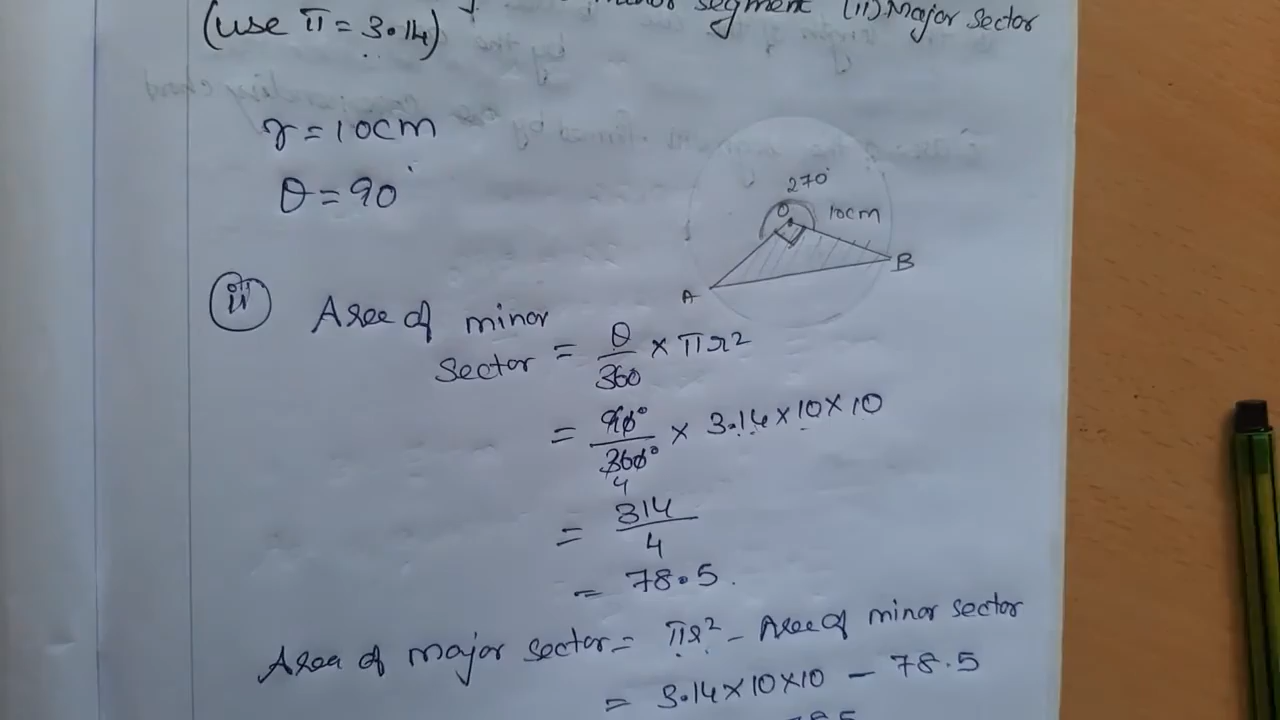 minor segment (ii) Major sector
(use π = 3.14)
r = 10cm
θ = 90°
270°
O
10cm
A
B
(ii) Area of minor
sector = θ/360 × πr²
= 90°/360° × 3.14 × 10 × 10
4
= 314/4
= 78.5.
Area of major sector = πr² - Area of minor sector
= 3.14 × 10 × 10 - 78.5